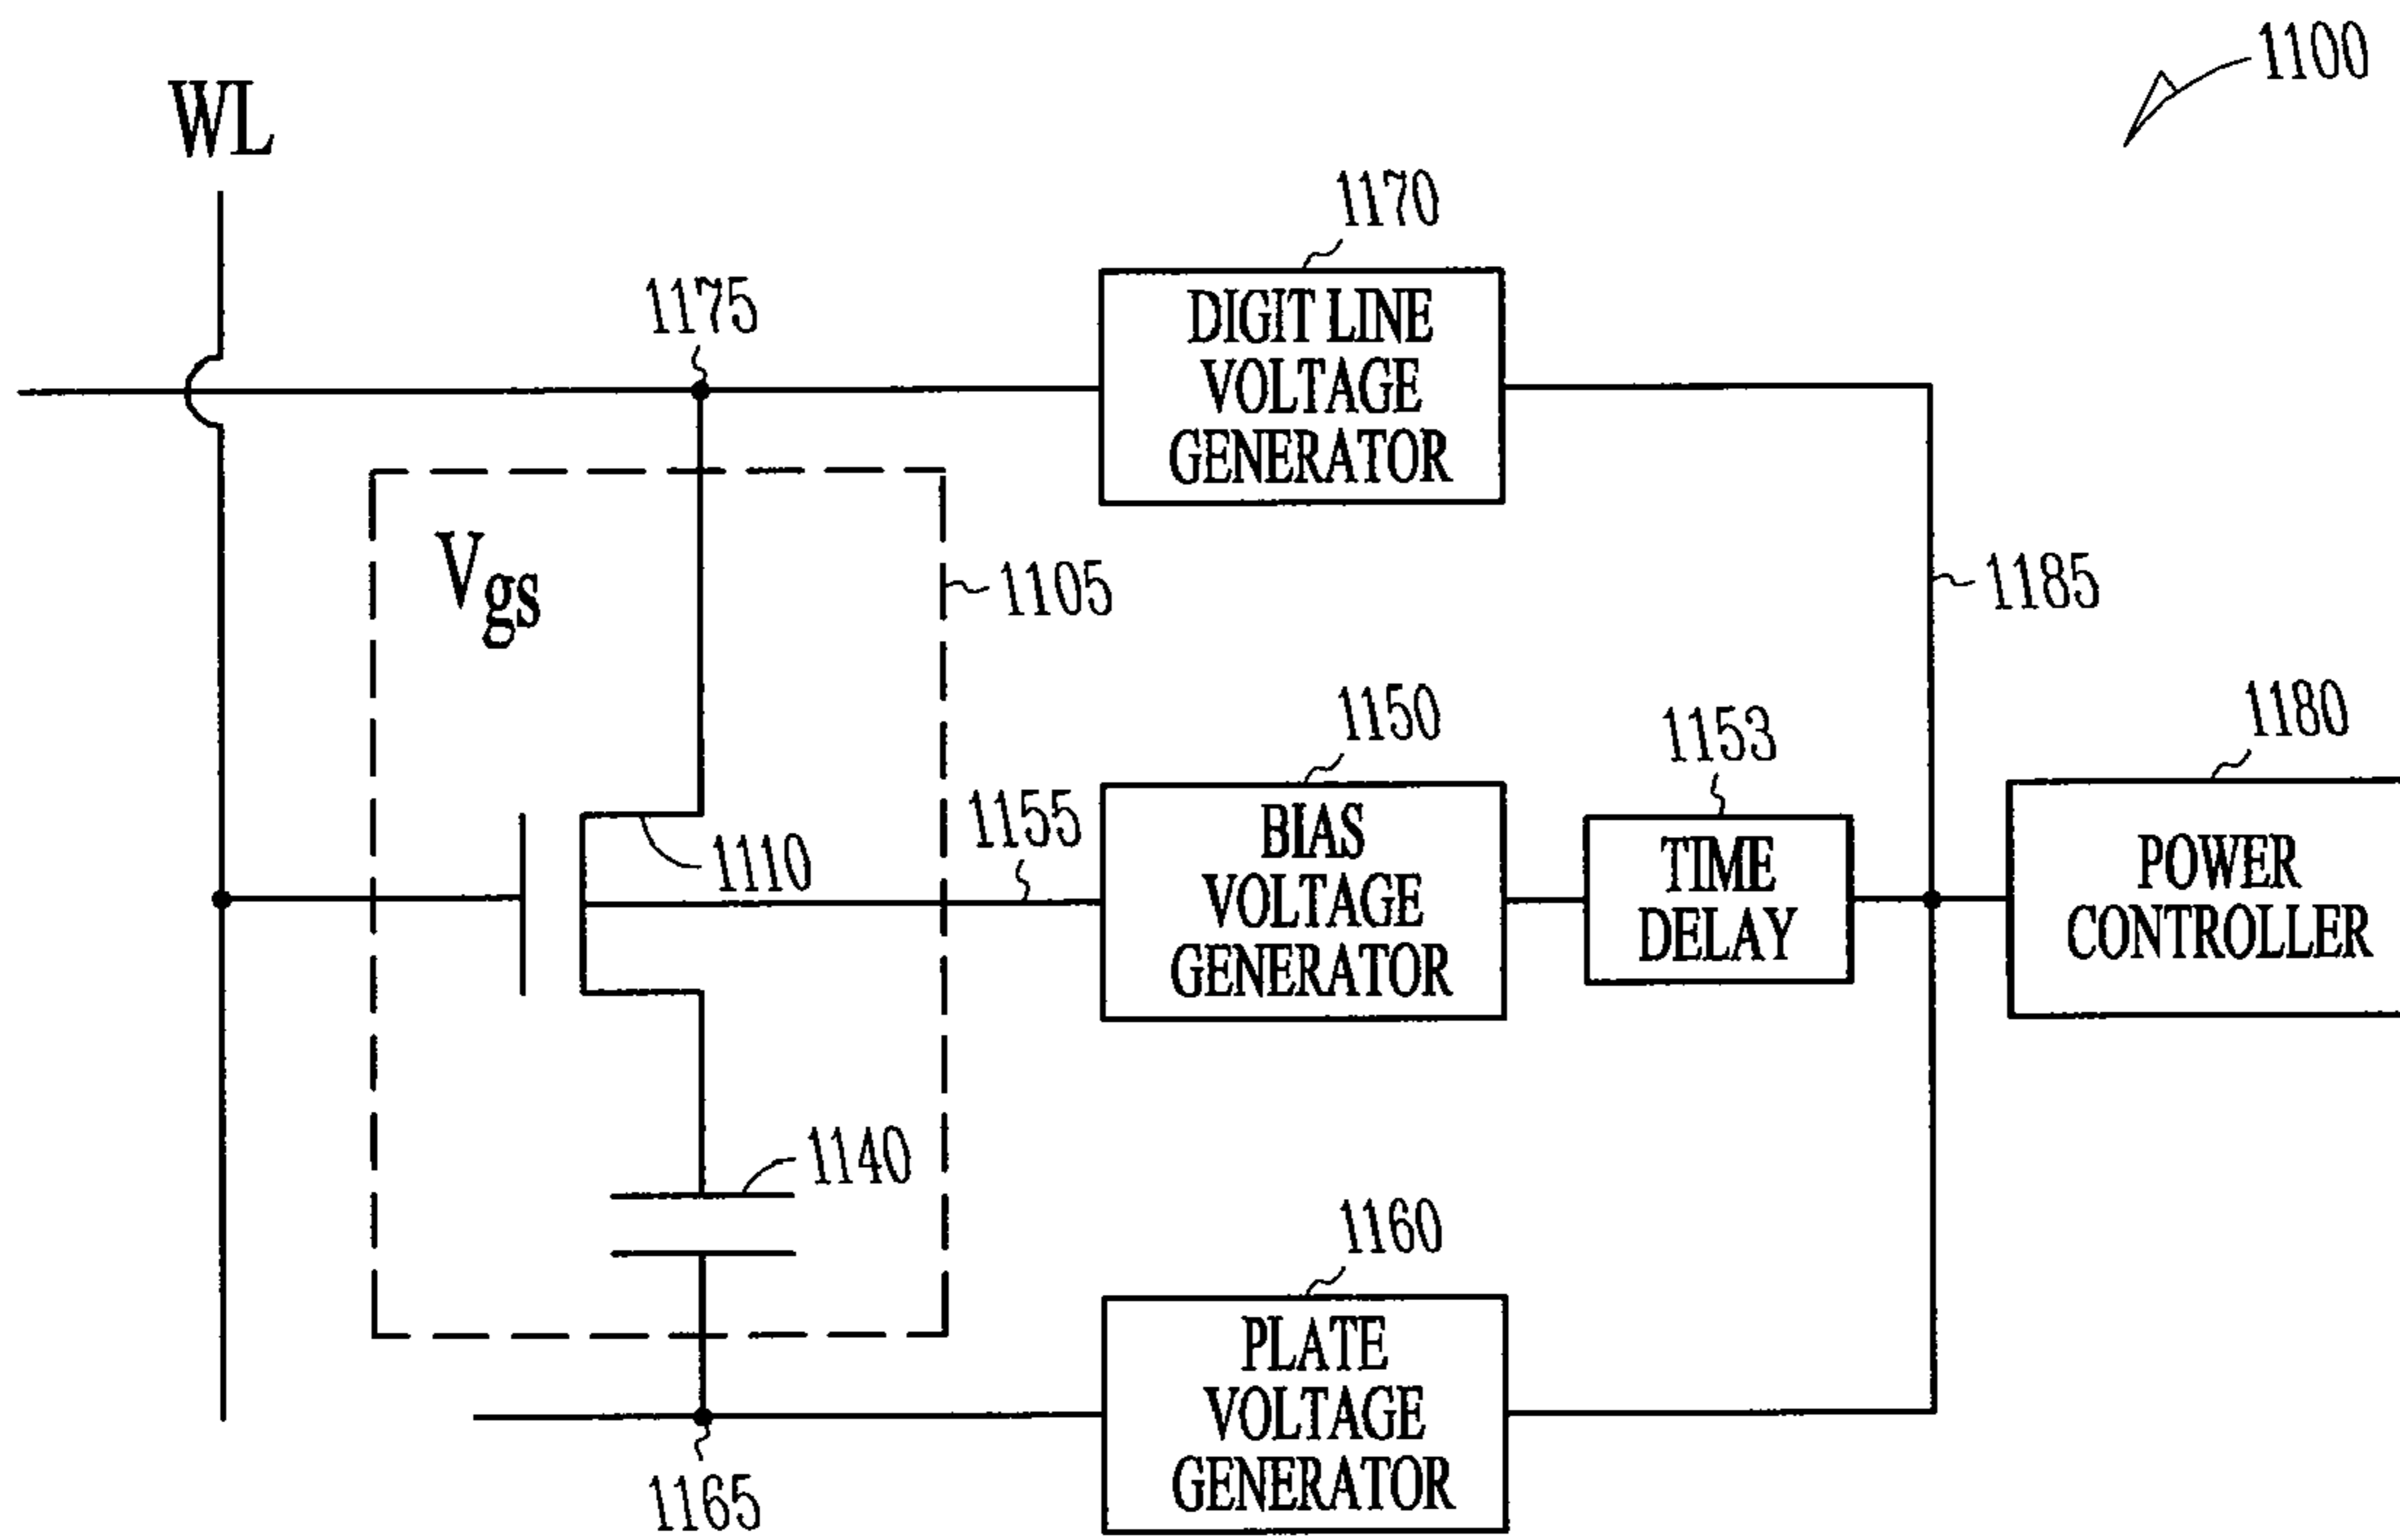 1100
WL
1170
1175
DIGIT LINE
VOLTAGE
GENERATOR
Vgs
1105
1185
1150
1153
1180
1155
1110
BIAS
VOLTAGE
GENERATOR
TIME
DELAY
POWER
CONTROLLER
1140
1160
PLATE
VOLTAGE
GENERATOR
1165